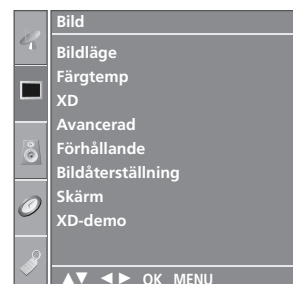 Bild
Bildläge
Färgtemp
XD
Avancerad
Förhållande
Bildåterställning
Skärm
XD-demo
▲▼ ◄► OK MENU